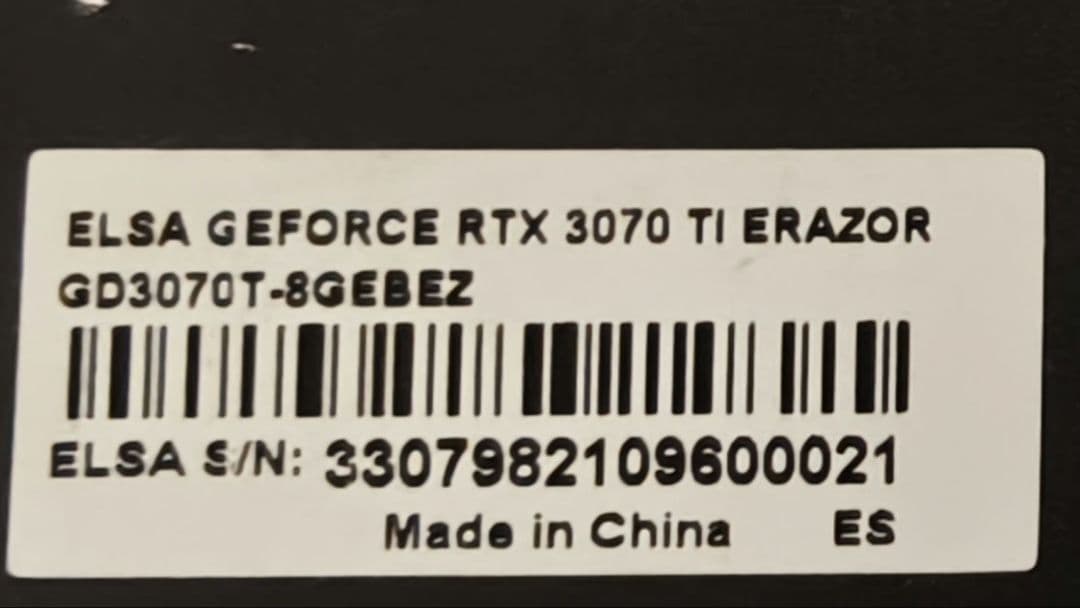 ELSA GEFORCE RTX 3070 TI ERAZOR
GD3070T-8GEBEZ
ELSA S/N: 3307982109600021
Made in China ES